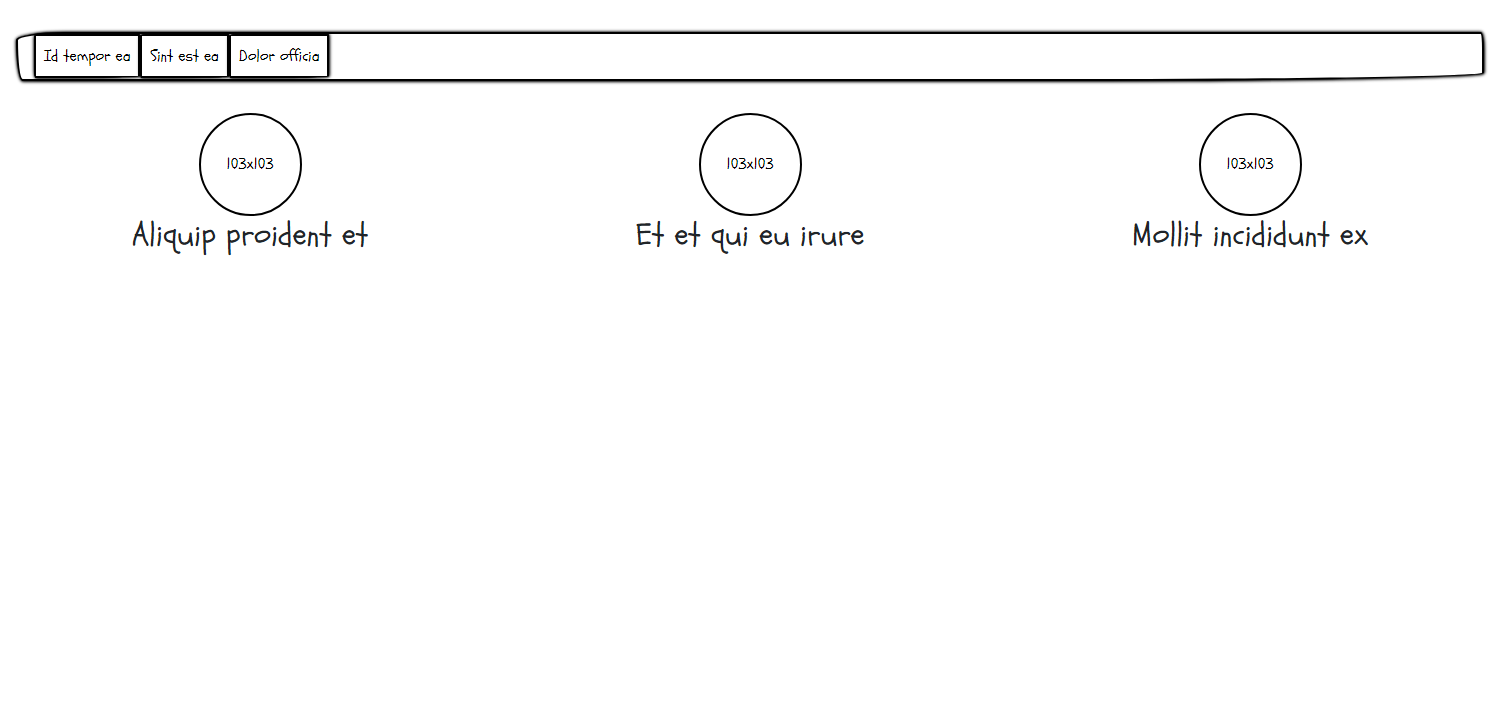 Id tempor ea Sint est ea Dolor officia
103x103 103x103 103x103
Aliquip proident et Et et qui eu irure Mollit incididunt ex